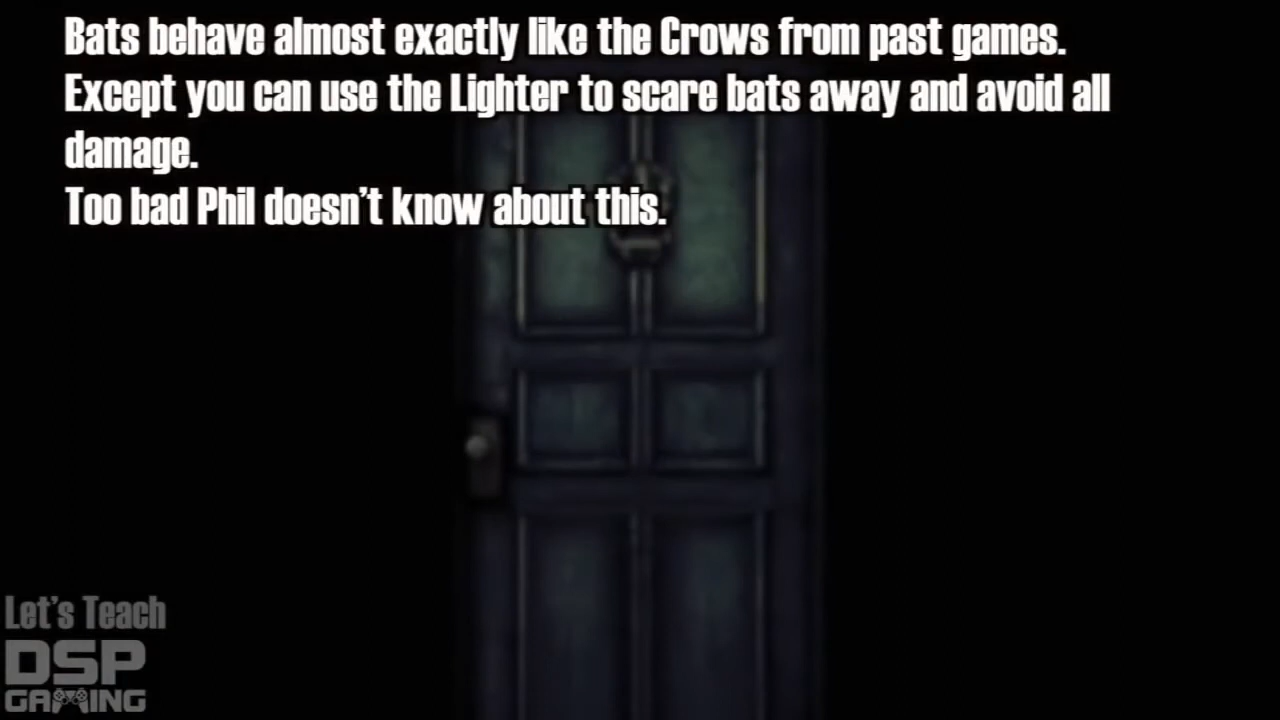 Bats behave almost exactly like the Crows from past games.
Except you can use the Lighter to scare bats away and avoid all
damage.
Too bad Phil doesn't know about this.
Let's Teach
DSP
GAMING